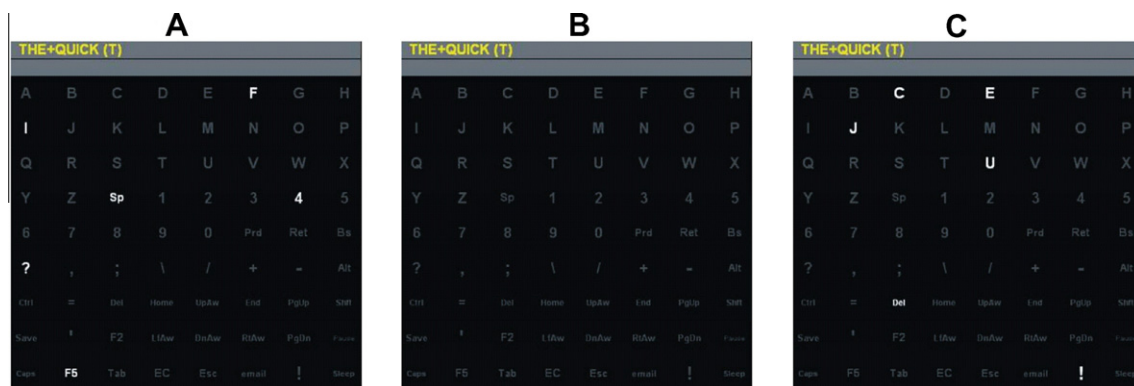 A B C
THE+QUICK (T)
A B C D E F G H
I J K L M N O P
Q R S T U V W X
Y Z Sp 1 2 3 4 5
6 7 8 9 0 Prd Ret Bs
? , ; \ / + - Alt
Ctrl = Del Home UpAw End PgUp Shft
Save ' F2 LfAw DnAw RtAw PgDn Pause
Caps F5 Tab EC Esc email ! Sleep
THE+QUICK (T)
A B C D E F G H
I J K L M N O P
Q R S T U V W X
Y Z Sp 1 2 3 4 5
6 7 8 9 0 Prd Ret Bs
? , ; \ / + - Alt
Ctrl = Del Home UpAw End PgUp Shft
Save ' F2 LfAw DnAw RtAw PgDn Pause
Caps F5 Tab EC Esc email ! Sleep
THE+QUICK (T)
A B C D E F G H
I J K L M N O P
Q R S T U V W X
Y Z Sp 1 2 3 4 5
6 7 8 9 0 Prd Ret Bs
? , ; \ / + - Alt
Ctrl = Del Home UpAw End PgUp Shft
Save ' F2 LfAw DnAw RtAw PgDn Pause
Caps F5 Tab EC Esc email ! Sleep